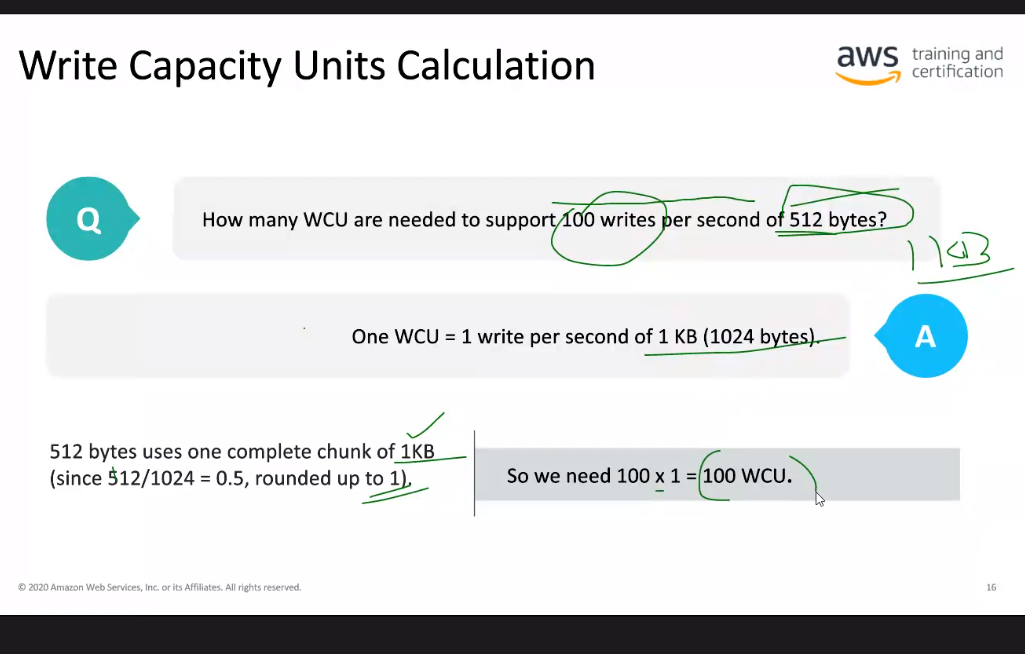 Write Capacity Units Calculation
aws training and
certification
Q
How many WCU are needed to support 100 writes per second of 512 bytes?
1 KB
One WCU = 1 write per second of 1 KB (1024 bytes).
A
512 bytes uses one complete chunk of 1KB
(since 512/1024 = 0.5, rounded up to 1).
So we need 100 x 1 = 100 WCU.
© 2020 Amazon Web Services, Inc. or its Affiliates. All rights reserved.
16